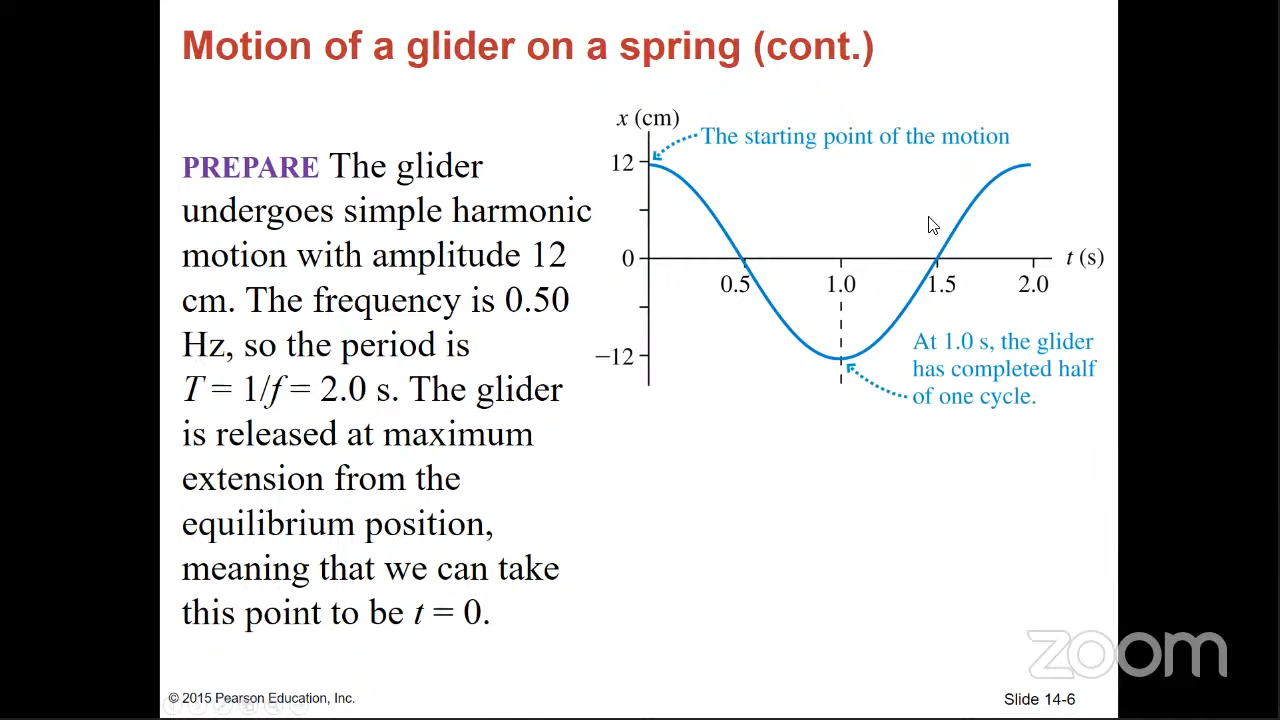 Motion of a glider on a spring (cont.)
PREPARE The glider
undergoes simple harmonic
motion with amplitude 12
cm. The frequency is 0.50
Hz, so the period is
T = 1/f = 2.0 s. The glider
is released at maximum
extension from the
equilibrium position,
meaning that we can take
this point to be t = 0.
x (cm)
The starting point of the motion
12
0
t (s)
0.5
1.0
1.5
2.0
−12
At 1.0 s, the glider
has completed half
of one cycle.
zoom
© 2015 Pearson Education, Inc.
Slide 14-6